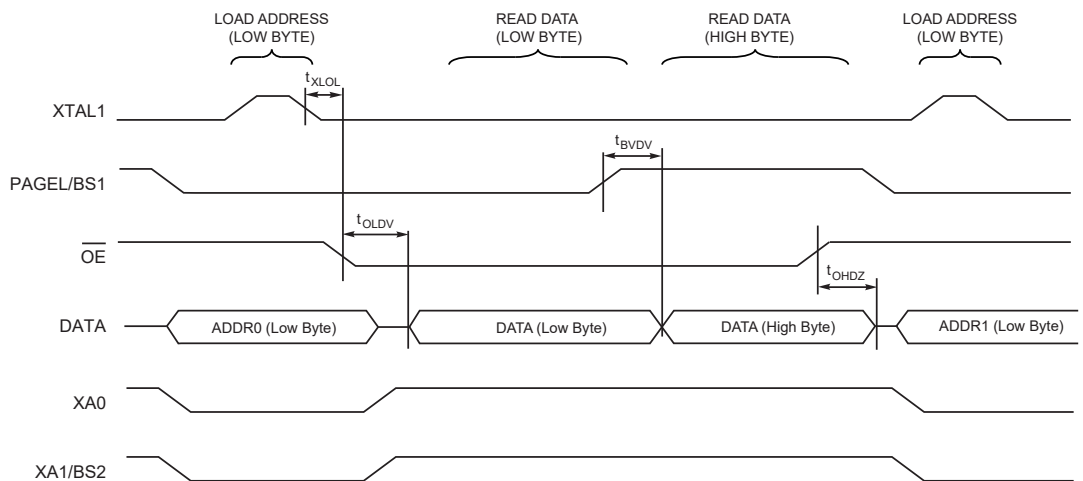 LOAD ADDRESS
(LOW BYTE)
READ DATA
(LOW BYTE)
READ DATA
(HIGH BYTE)
LOAD ADDRESS
(LOW BYTE)
tXLOL
XTAL1
tBVDV
PAGEL/BS1
tOLDV
OE
tOHDZ
DATA
ADDR0 (Low Byte)
DATA (Low Byte)
DATA (High Byte)
ADDR1 (Low Byte)
XA0
XA1/BS2